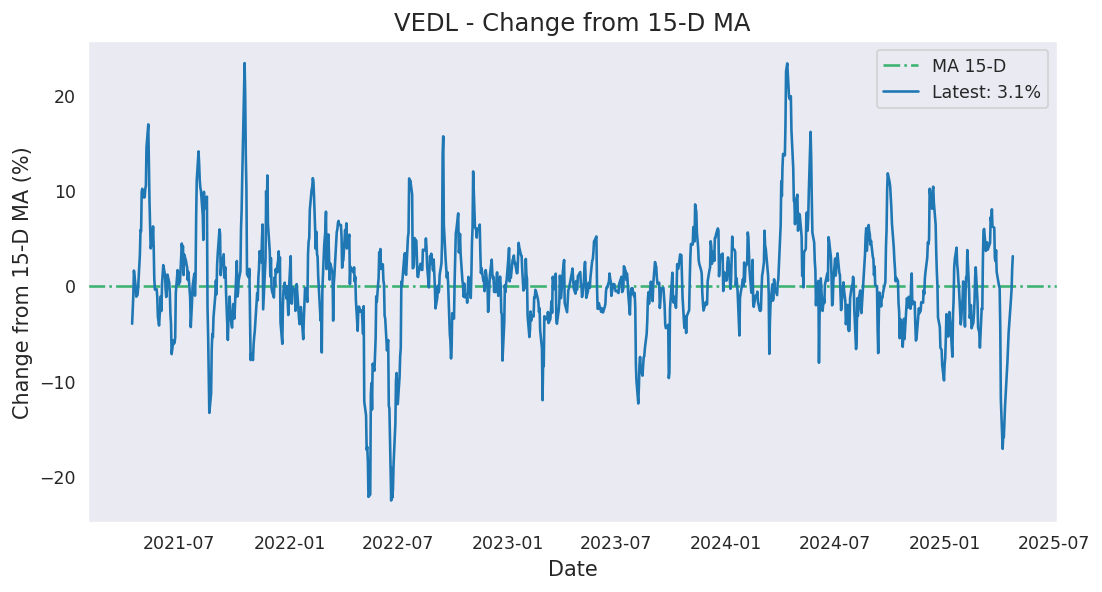 VEDL - Change from 15-D MA
MA 15-D
Latest: 3.1%
Change from 15-D MA (%)
20
10
0
−10
−20
2021-07
2022-01
2022-07
2023-01
2023-07
2024-01
2024-07
2025-01
2025-07
Date